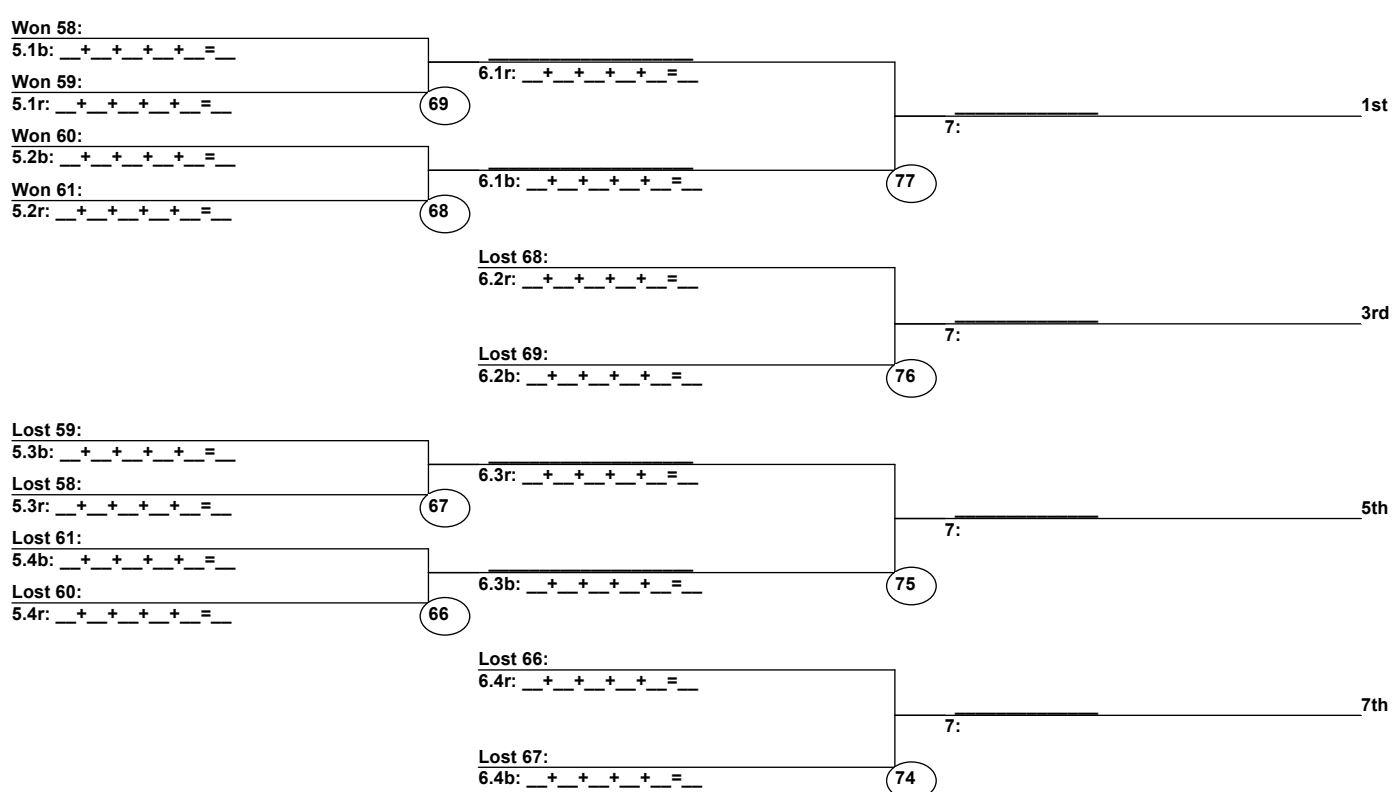 Won 58:
5.1b: __+__+__+__+__=__
6.1r: __+__+__+__+__=__
Won 59:
5.1r: __+__+__+__+__=__
69
1st
7:
Won 60:
5.2b: __+__+__+__+__=__
6.1b: __+__+__+__+__=__
77
Won 61:
5.2r: __+__+__+__+__=__
68
Lost 68:
6.2r: __+__+__+__+__=__
3rd
7:
Lost 69:
6.2b: __+__+__+__+__=__
76
Lost 59:
5.3b: __+__+__+__+__=__
6.3r: __+__+__+__+__=__
Lost 58:
5.3r: __+__+__+__+__=__
67
5th
7:
Lost 61:
5.4b: __+__+__+__+__=__
6.3b: __+__+__+__+__=__
75
Lost 60:
5.4r: __+__+__+__+__=__
66
Lost 66:
6.4r: __+__+__+__+__=__
7th
7:
Lost 67:
6.4b: __+__+__+__+__=__
74